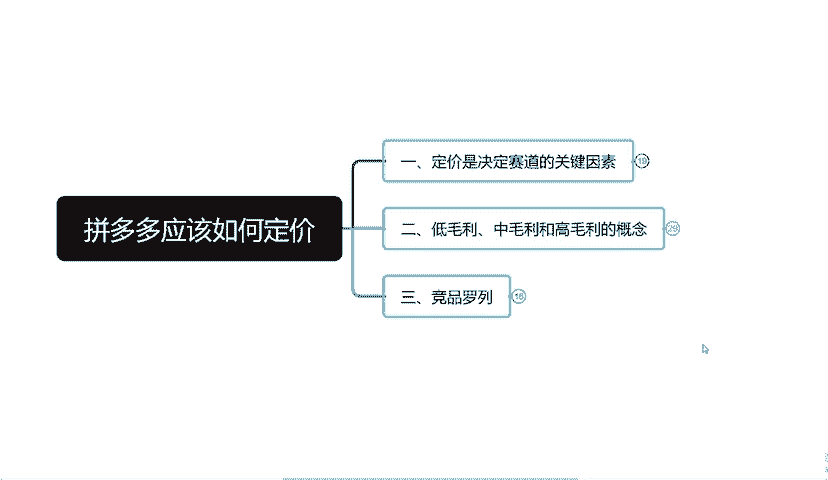 拼多多应该如何定价
一、定价是决定赛道的关键因素
二、低毛利、中毛利和高毛利的概念
29
三、竞品罗列
16